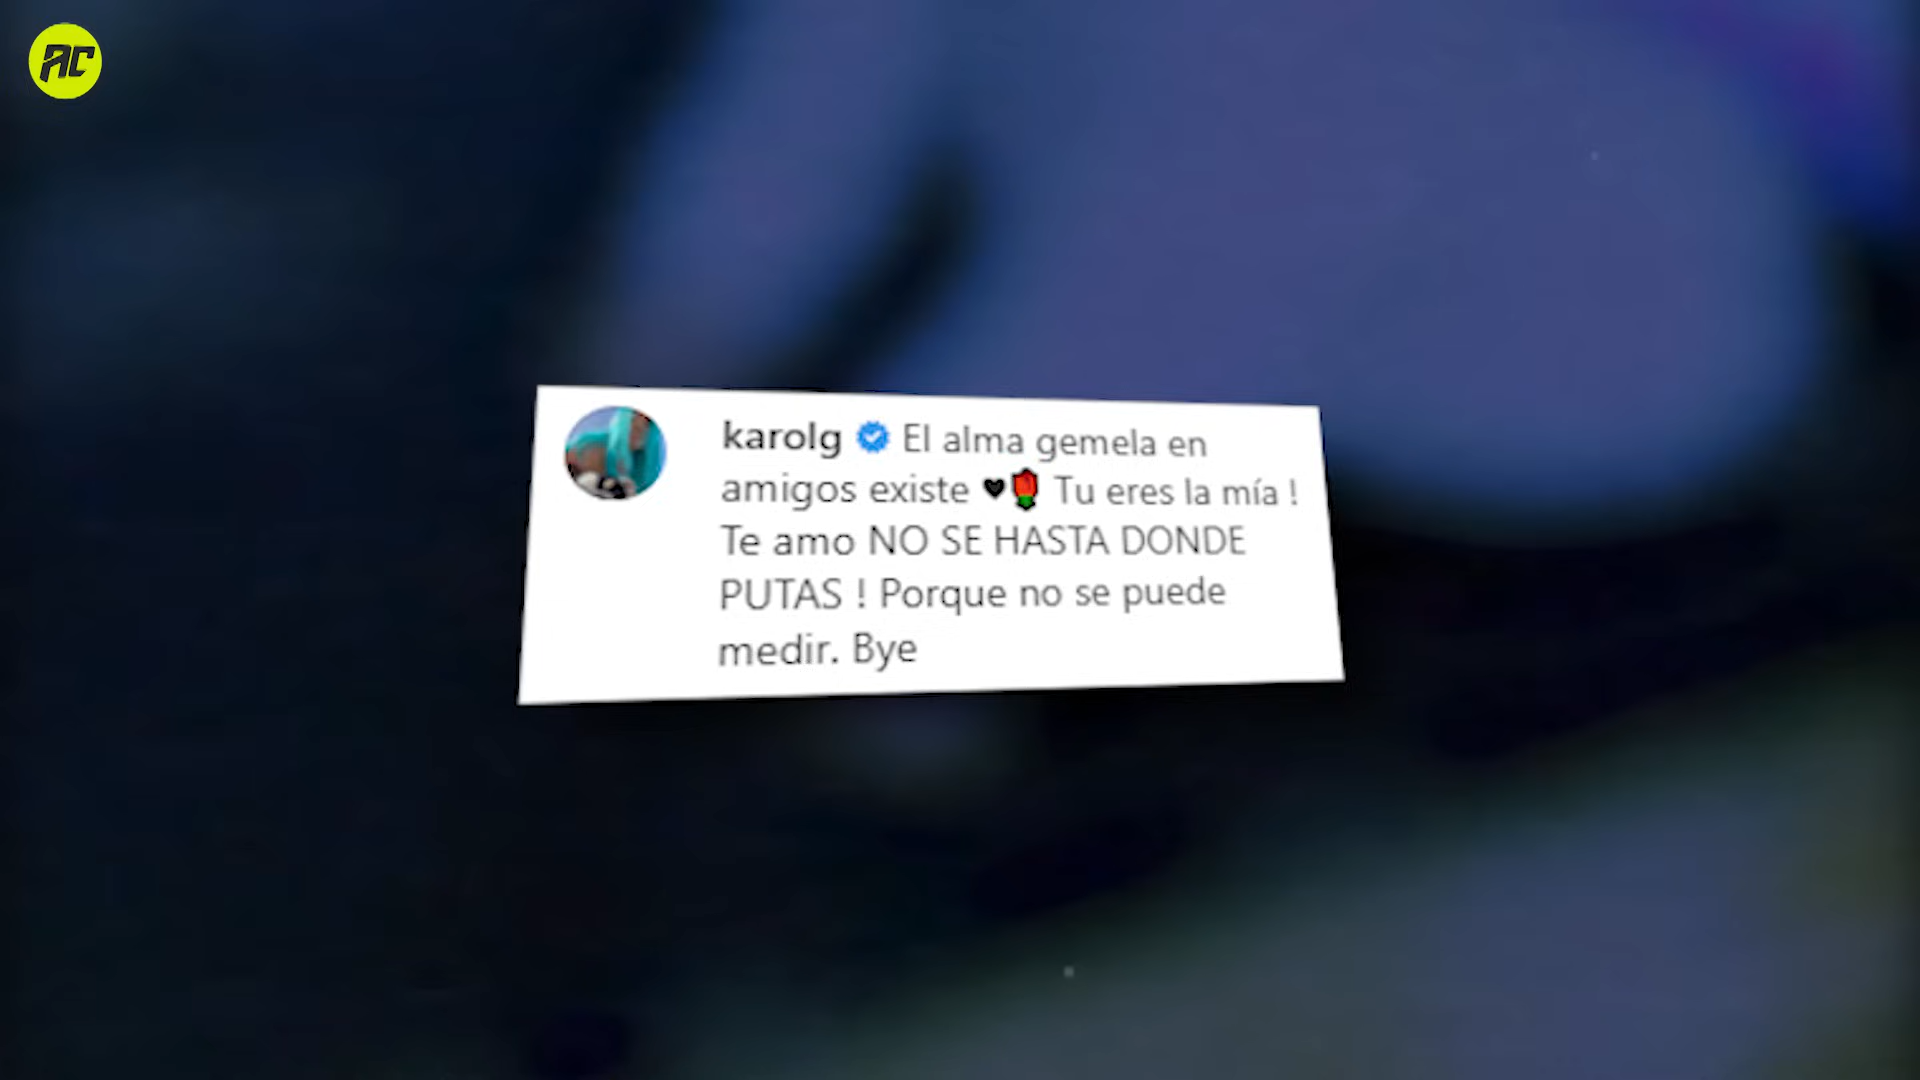 AC
karolg El alma gemela en
amigos existe 🖤🌹 Tu eres la mía !
Te amo NO SE HASTA DONDE
PUTAS ! Porque no se puede
medir. Bye